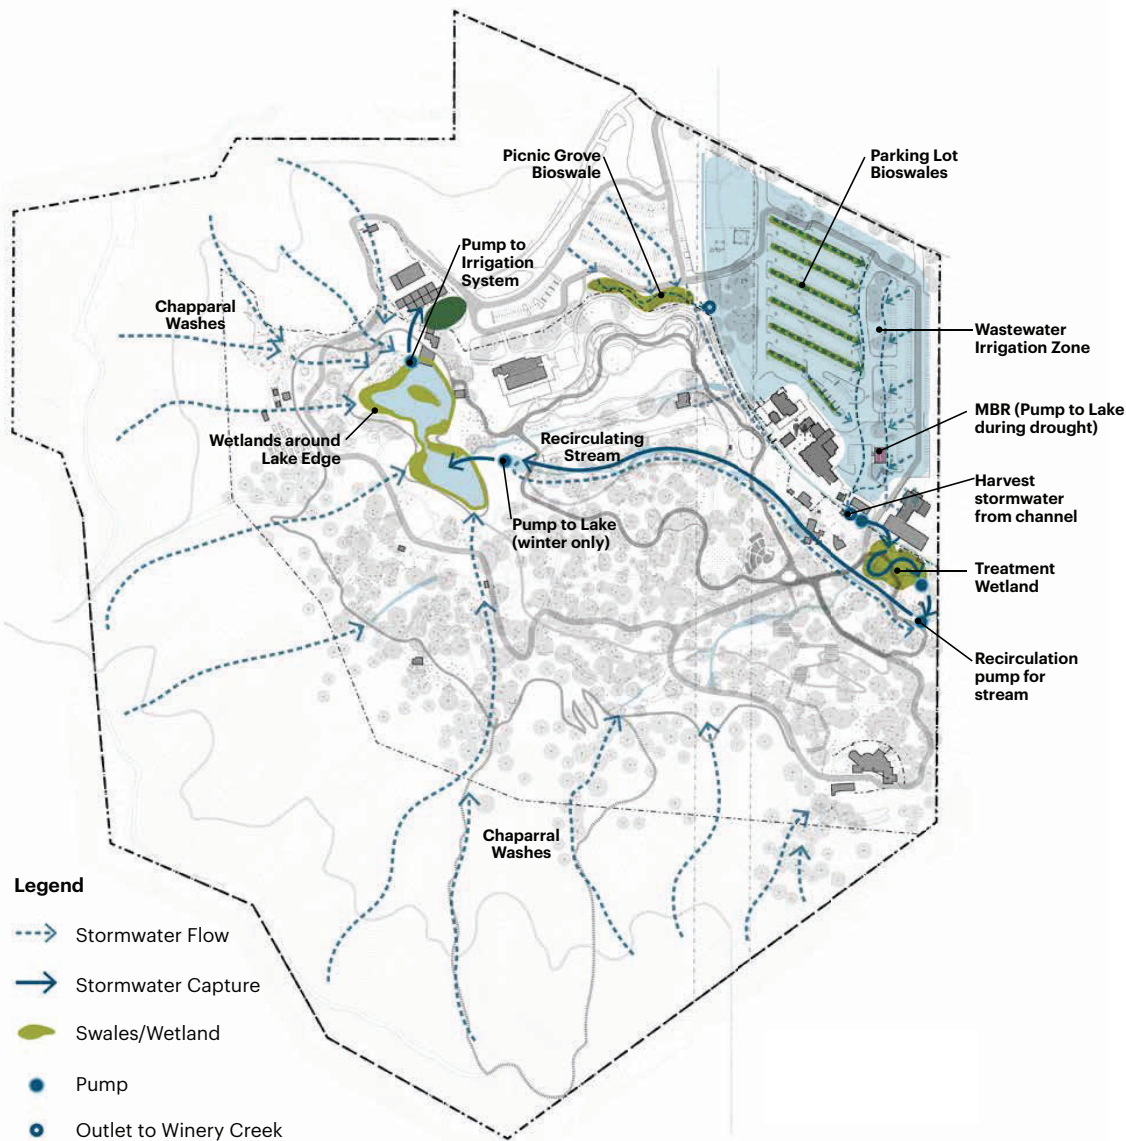 Picnic Grove
Bioswale
Parking Lot
Bioswales
Pump to
Irrigation
System
Chapparal
Washes
Wastewater
Irrigation Zone
MBR (Pump to Lake
during drought)
Wetlands around
Lake Edge
Recirculating
Stream
Harvest
stormwater
from channel
Pump to Lake
(winter only)
Treatment
Wetland
Recirculation
pump for
stream
Chaparral
Washes
Legend
Stormwater Flow
Stormwater Capture
Swales/Wetland
Pump
Outlet to Winery Creek